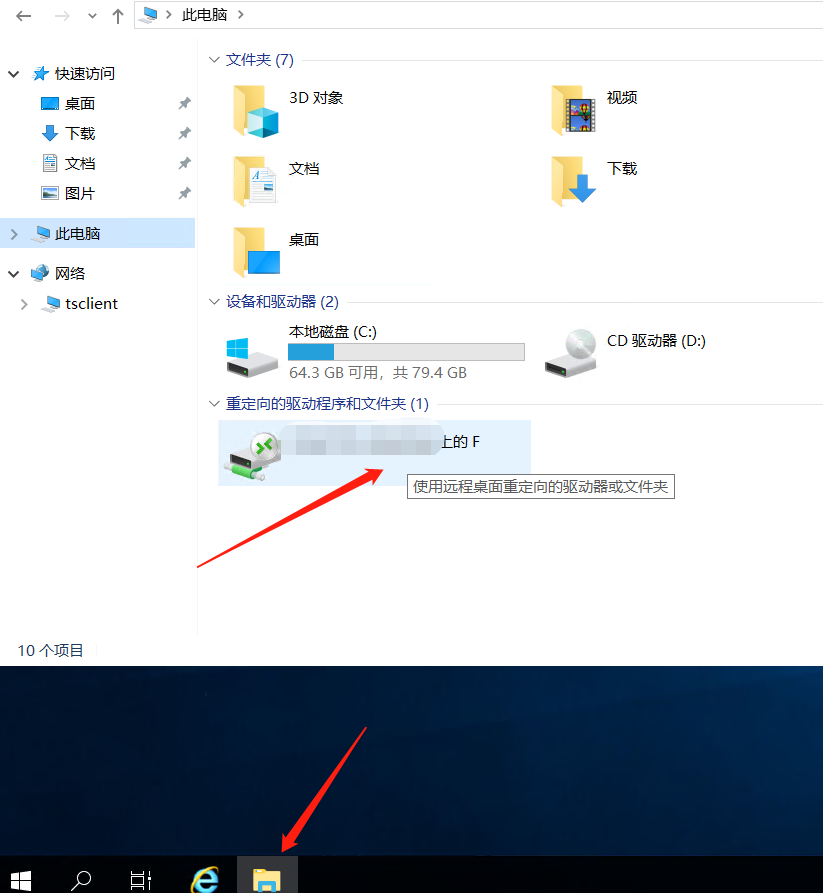 此电脑
文件夹 (7)
快速访问
桌面
下载
文档
图片
此电脑
网络
tsclient
3D 对象
视频
文档
下载
桌面
设备和驱动器 (2)
本地磁盘 (C:)
64.3 GB 可用，共 79.4 GB
CD 驱动器 (D:)
重定向的驱动程序和文件夹 (1)
上的 F
使用远程桌面重定向的驱动器或文件夹
10 个项目